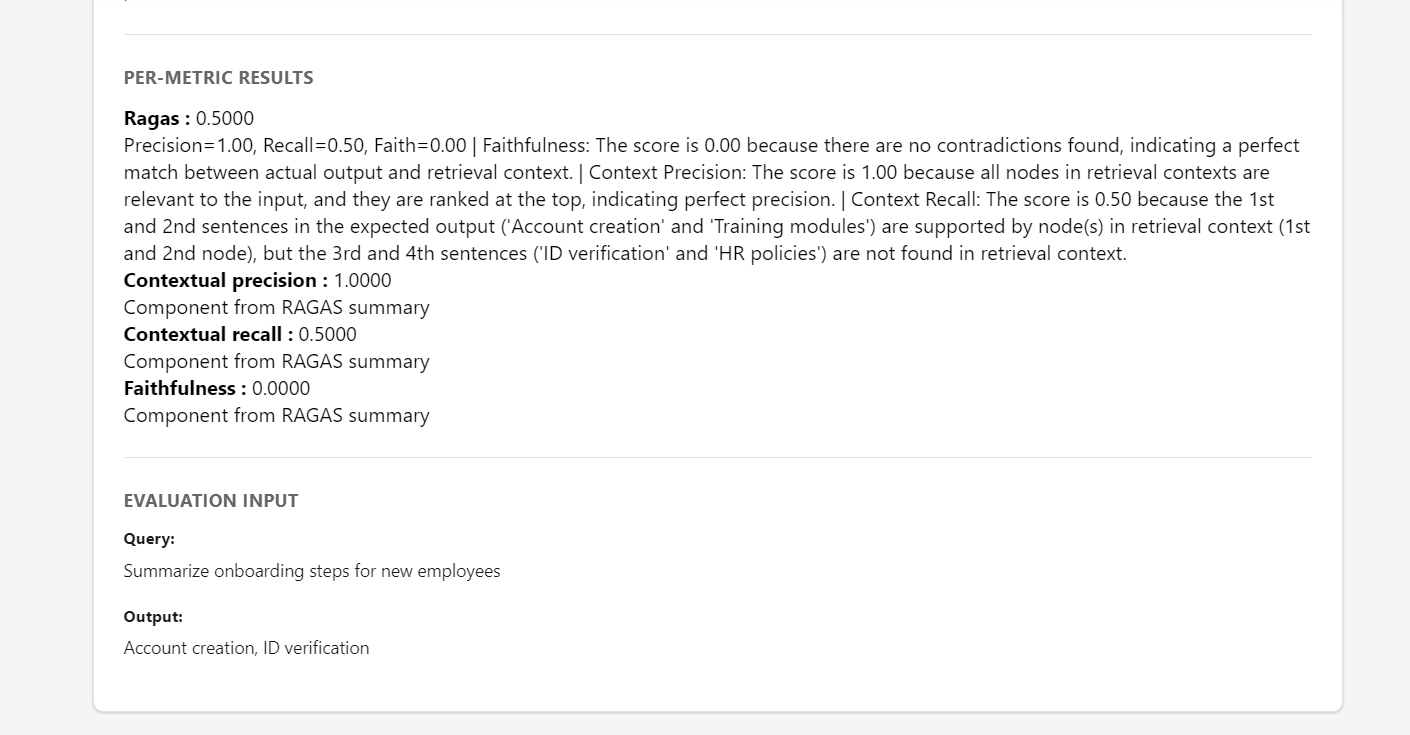 PER-METRIC RESULTS
Ragas : 0.5000
Precision=1.00, Recall=0.50, Faith=0.00 | Faithfulness: The score is 0.00 because there are no contradictions found, indicating a perfect
match between actual output and retrieval context. | Context Precision: The score is 1.00 because all nodes in retrieval contexts are
relevant to the input, and they are ranked at the top, indicating perfect precision. | Context Recall: The score is 0.50 because the 1st
and 2nd sentences in the expected output ('Account creation' and 'Training modules') are supported by node(s) in retrieval context (1st
and 2nd node), but the 3rd and 4th sentences ('ID verification' and 'HR policies') are not found in retrieval context.
Contextual precision : 1.0000
Component from RAGAS summary
Contextual recall : 0.5000
Component from RAGAS summary
Faithfulness : 0.0000
Component from RAGAS summary
EVALUATION INPUT
Query:
Summarize onboarding steps for new employees
Output:
Account creation, ID verification